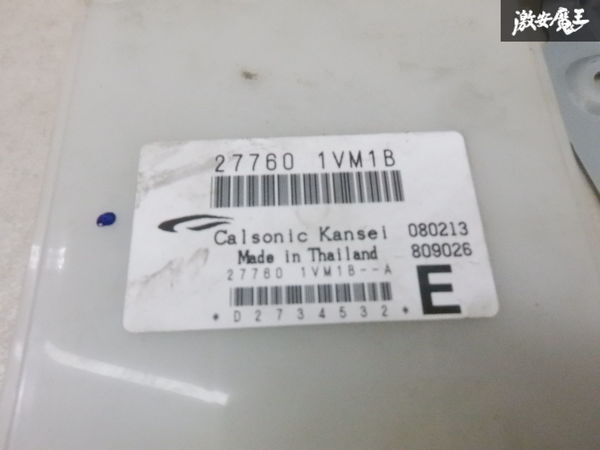 激安魔王
27760 1VM1B
Calsonic Kansei 080213
Made in Thailand 809026
27760 1VM1B--A
E
*D2734532*